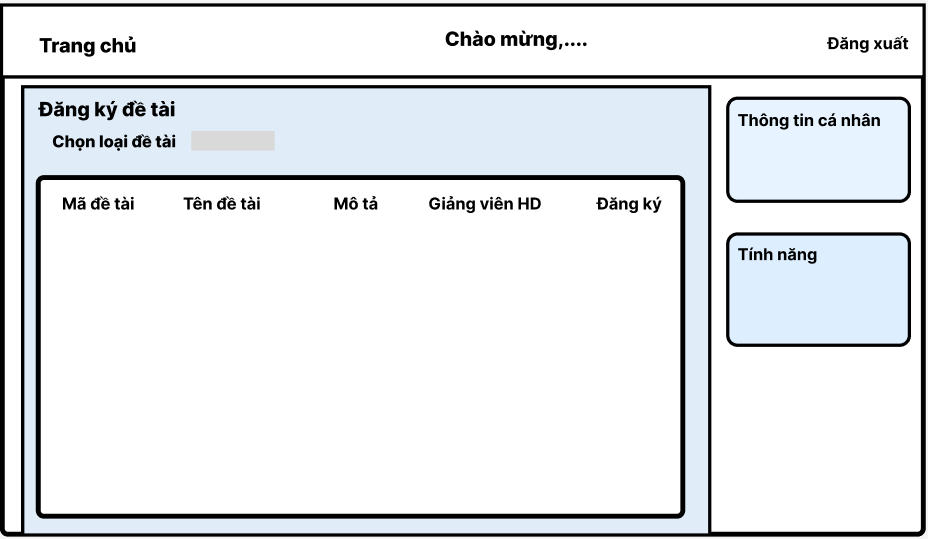 Trang chủ
Chào mừng,....
Đăng xuất
Đăng ký đề tài
Chọn loại đề tài
Mã đề tài Tên đề tài Mô tả Giảng viên HD Đăng ký
Thông tin cá nhân
Tính năng